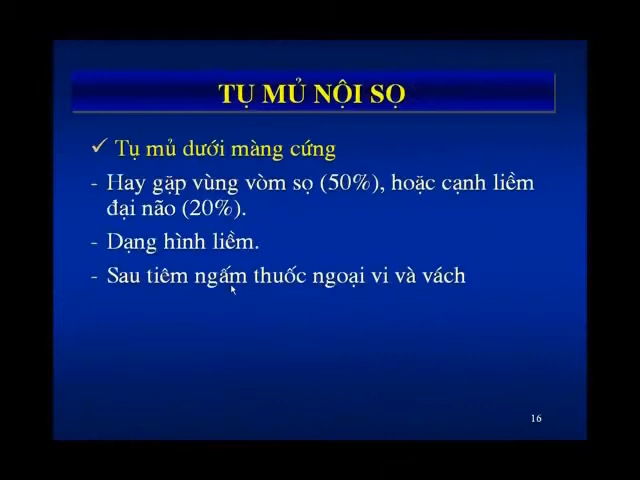 TỤ MỦ NỘI SỌ
✓ Tụ mủ dưới màng cứng
- Hay gặp vùng vòm sọ (50%), hoặc cạnh liềm
đại não (20%).
- Dạng hình liềm.
- Sau tiêm ngấm thuốc ngoại vi và vách
16